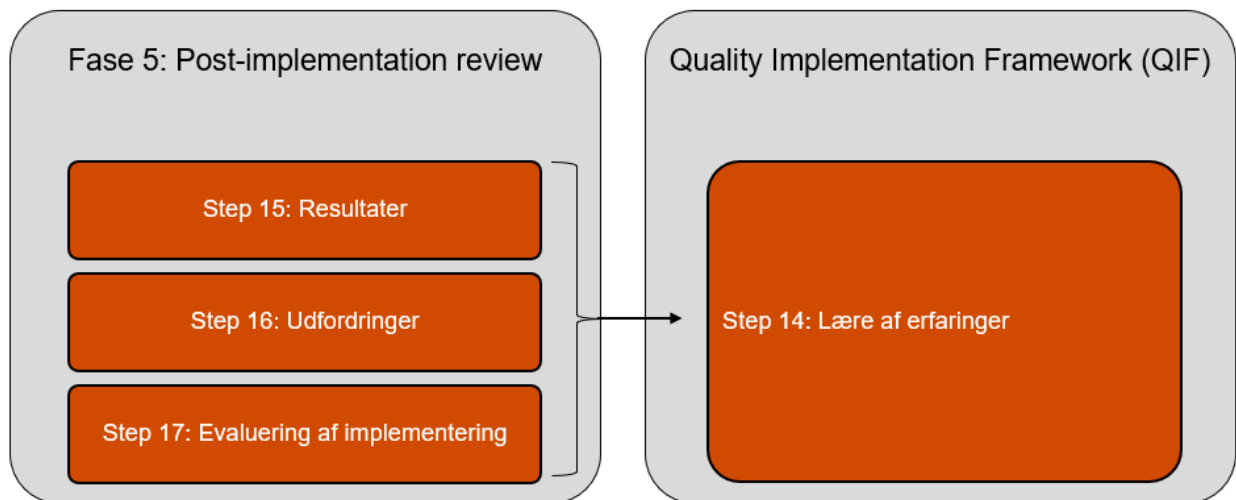 Fase 5: Post-implementation review
Step 15: Resultater
Step 16: Udfordringer
Step 17: Evaluering af implementering
Quality Implementation Framework (QIF)
Step 14: Lære af erfaringer